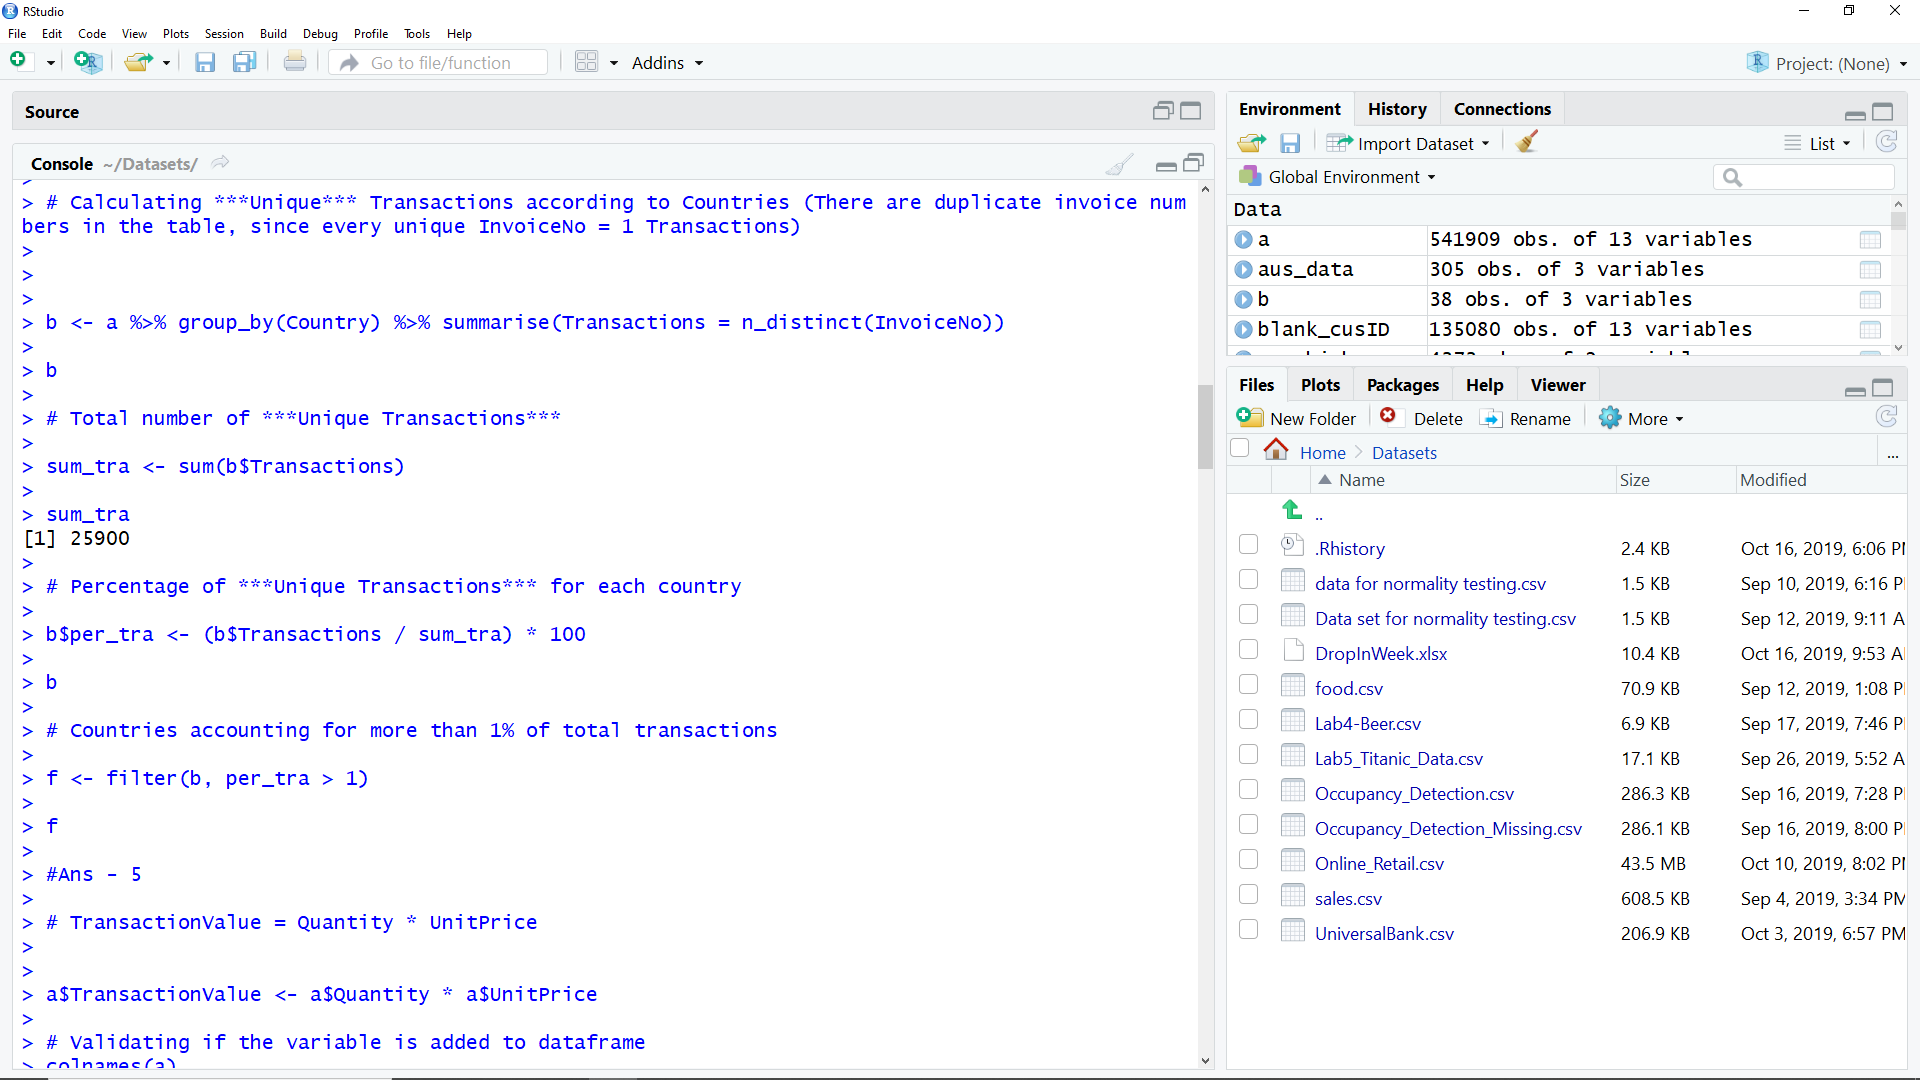 RStudio
File Edit Code View Plots Session Build Debug Profile Tools Help
Go to file/function Addins Project: (None)
Source
Console ~/Datasets/
>
> # Calculating ***Unique*** Transactions according to Countries (There are duplicate invoice num
bers in the table, since every unique InvoiceNo = 1 Transactions)
>
>
>
> b <- a %>% group_by(Country) %>% summarise(Transactions = n_distinct(InvoiceNo))
>
> b
>
> # Total number of ***Unique Transactions***
>
> sum_tra <- sum(b$Transactions)
>
> sum_tra
[1] 25900
>
> # Percentage of ***Unique Transactions*** for each country
>
> b$per_tra <- (b$Transactions / sum_tra) * 100
>
> b
>
> # Countries accounting for more than 1% of total transactions
>
> f <- filter(b, per_tra > 1)
>
> f
>
> #Ans - 5
>
> # TransactionValue = Quantity * UnitPrice
>
>
> a$TransactionValue <- a$Quantity * a$UnitPrice
>
> # Validating if the variable is added to dataframe
> colnames(a)
Environment History Connections
Import Dataset List
Global Environment
Data
a 541909 obs. of 13 variables
aus_data 305 obs. of 3 variables
b 38 obs. of 3 variables
blank_cusID 135080 obs. of 13 variables
Files Plots Packages Help Viewer
New Folder Delete Rename More
Home Datasets ...
Name Size Modified
..
.Rhistory 2.4 KB Oct 16, 2019, 6:06 P
data for normality testing.csv 1.5 KB Sep 10, 2019, 6:16 P
Data set for normality testing.csv 1.5 KB Sep 12, 2019, 9:11 A
DropInWeek.xlsx 10.4 KB Oct 16, 2019, 9:53 A
food.csv 70.9 KB Sep 12, 2019, 1:08 P
Lab4-Beer.csv 6.9 KB Sep 17, 2019, 7:46 P
Lab5_Titanic_Data.csv 17.1 KB Sep 26, 2019, 5:52 A
Occupancy_Detection.csv 286.3 KB Sep 16, 2019, 7:28 P
Occupancy_Detection_Missing.csv 286.1 KB Sep 16, 2019, 8:00 P
Online_Retail.csv 43.5 MB Oct 10, 2019, 8:02 P
sales.csv 608.5 KB Sep 4, 2019, 3:34 PM
UniversalBank.csv 206.9 KB Oct 3, 2019, 6:57 PM